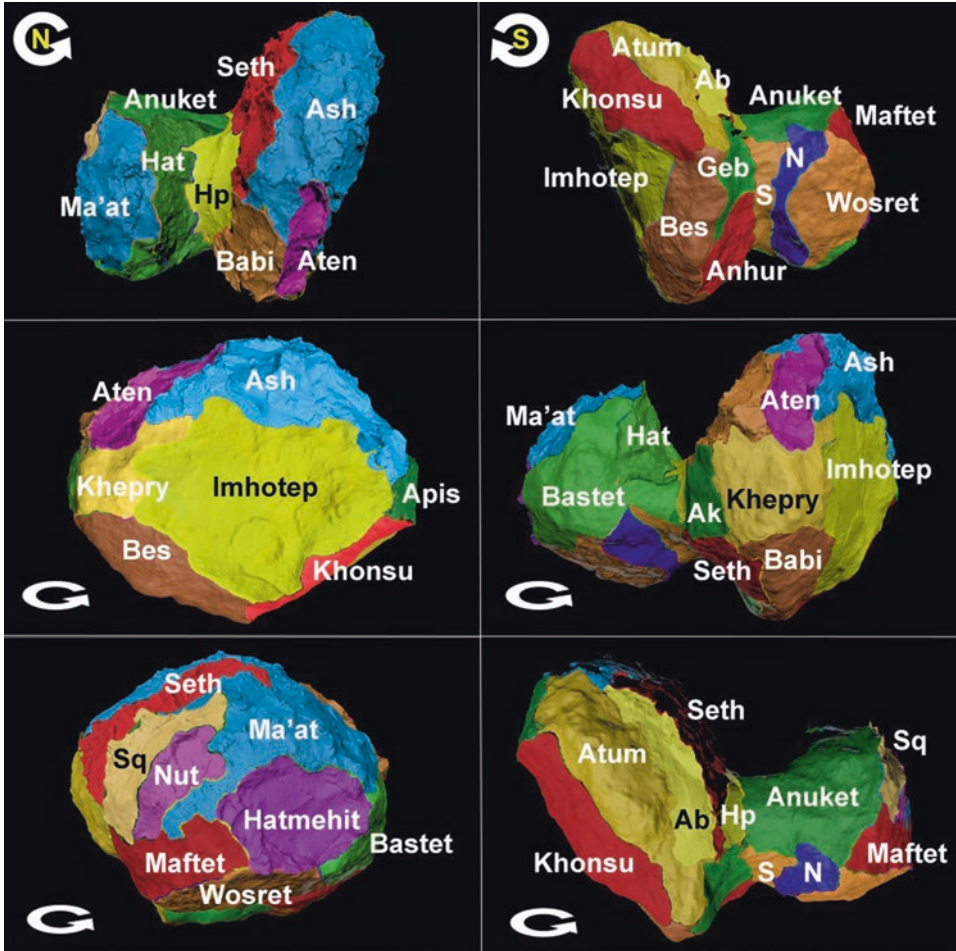 N
Seth
Anuket
Ash
Hat
Hp
Ma'at
Babi
Aten
S
Atum
Ab
Khonsu
Anuket
Maftet
Imhotep
Geb
N
S
Wosret
Bes
Anhur
Aten
Ash
Khepry
Imhotep
Apis
Bes
Khonsu
Ash
Aten
Ma'at
Hat
Imhotep
Bastet
Ak
Khepry
Seth
Babi
Seth
Ma'at
Sq
Nut
Hatmehit
Bastet
Maftet
Wosret
Seth
Sq
Atum
Anuket
Ab
Hp
Khonsu
S
N
Maftet